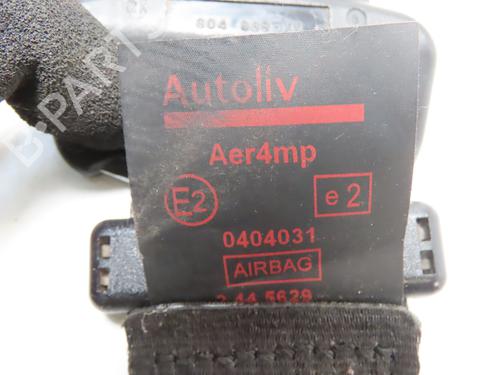 Autoliv
Aer4mp
E2
e 2
0404031
AIRBAG